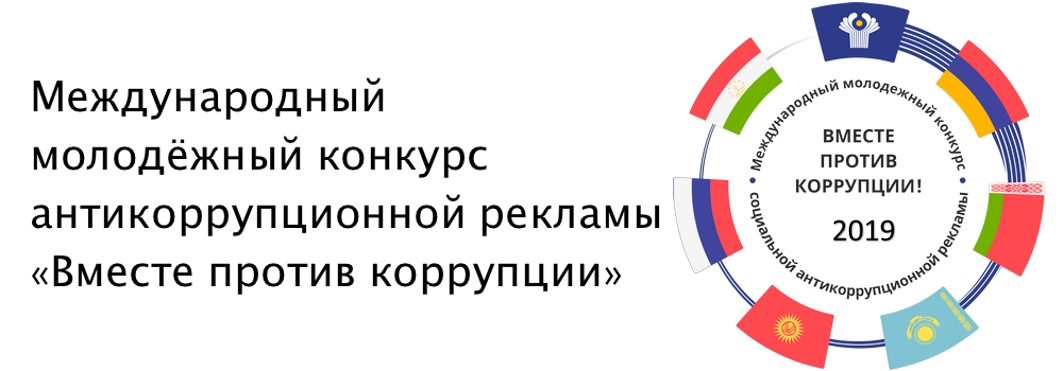 Международный
молодёжный конкурс
антикоррупционной рекламы
«Вместе против коррупции»
Международный молодежный конкурс
ВМЕСТЕ
ПРОТИВ
КОРРУПЦИИ!
2019
социальной антикоррупционной рекламы